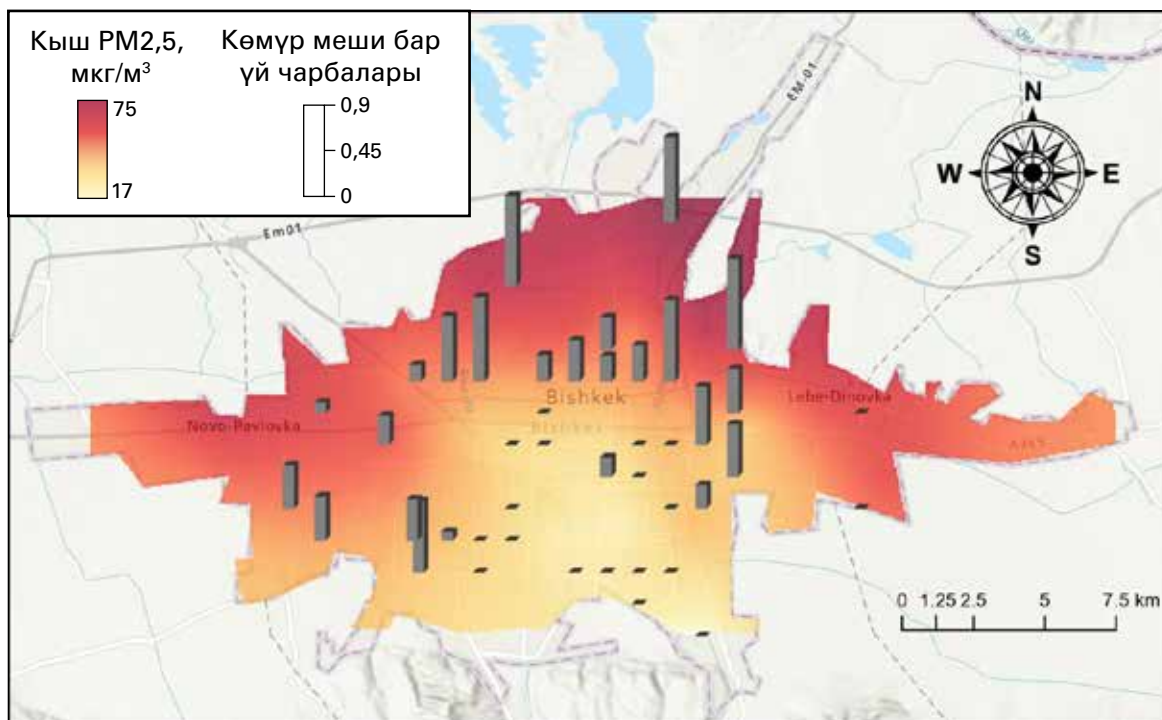 Кыш PM2,5,
мкг/м³
75
17
Көмүр меши бар
үй чарбалары
0,9
0,45
0
EM-01
Em01
N
W
E
S
Bishkek
Bishkek
Novo-Pavlovka
Lebe-Dinovka
0 1.25 2.5 5 7.5 km